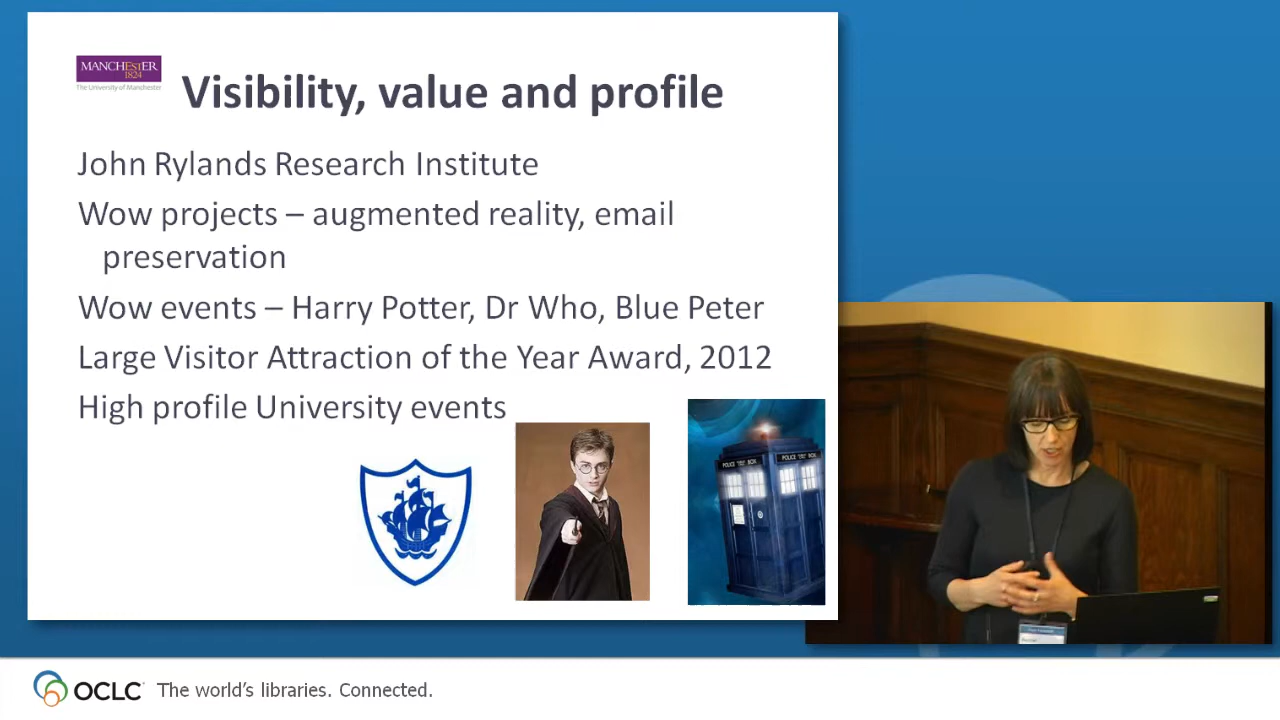 MANCHESTER
1824
The University of Manchester
Visibility, value and profile
John Rylands Research Institute
Wow projects – augmented reality, email
preservation
Wow events – Harry Potter, Dr Who, Blue Peter
Large Visitor Attraction of the Year Award, 2012
High profile University events
POLICE BOX
POLICE BOX
OCLC The world's libraries. Connected.